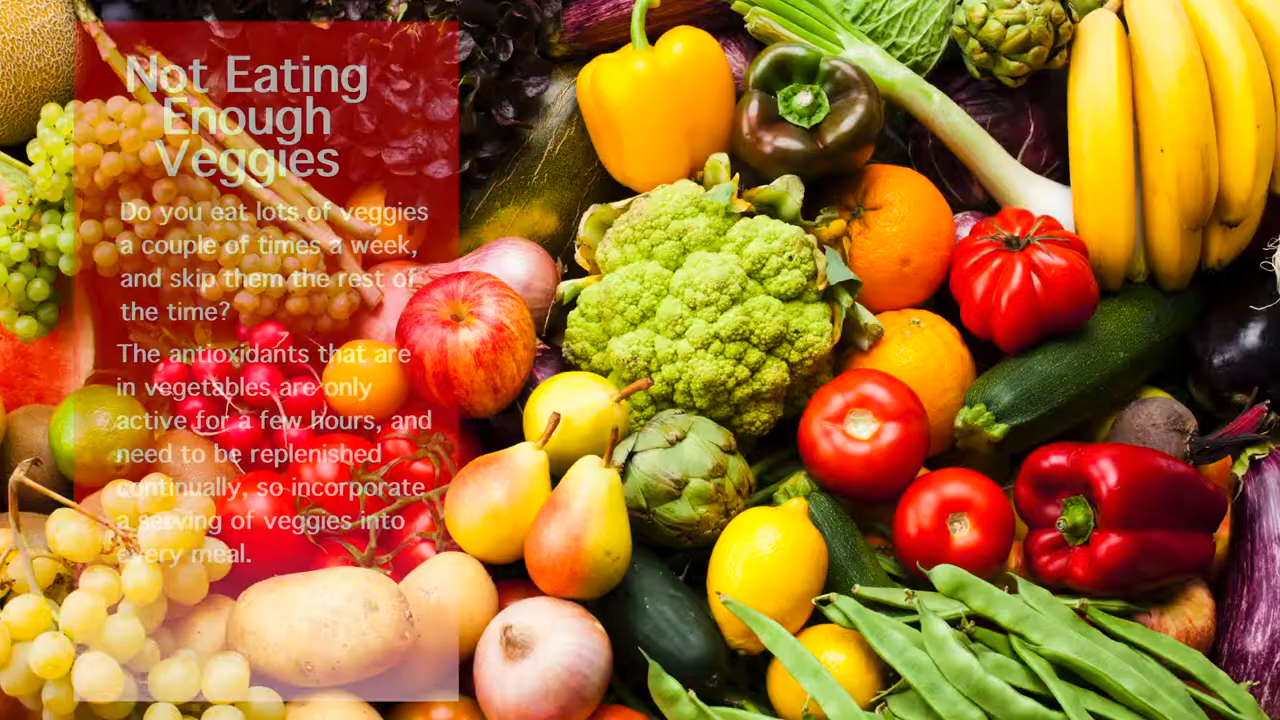 Not Eating
Enough
Veggies
Do you eat lots of veggies
a couple of times a week,
and skip them the rest of
the time?
The antioxidants that are
in vegetables are only
active for a few hours, and
need to be replenished
continually, so incorporate
a serving of veggies into
every meal.